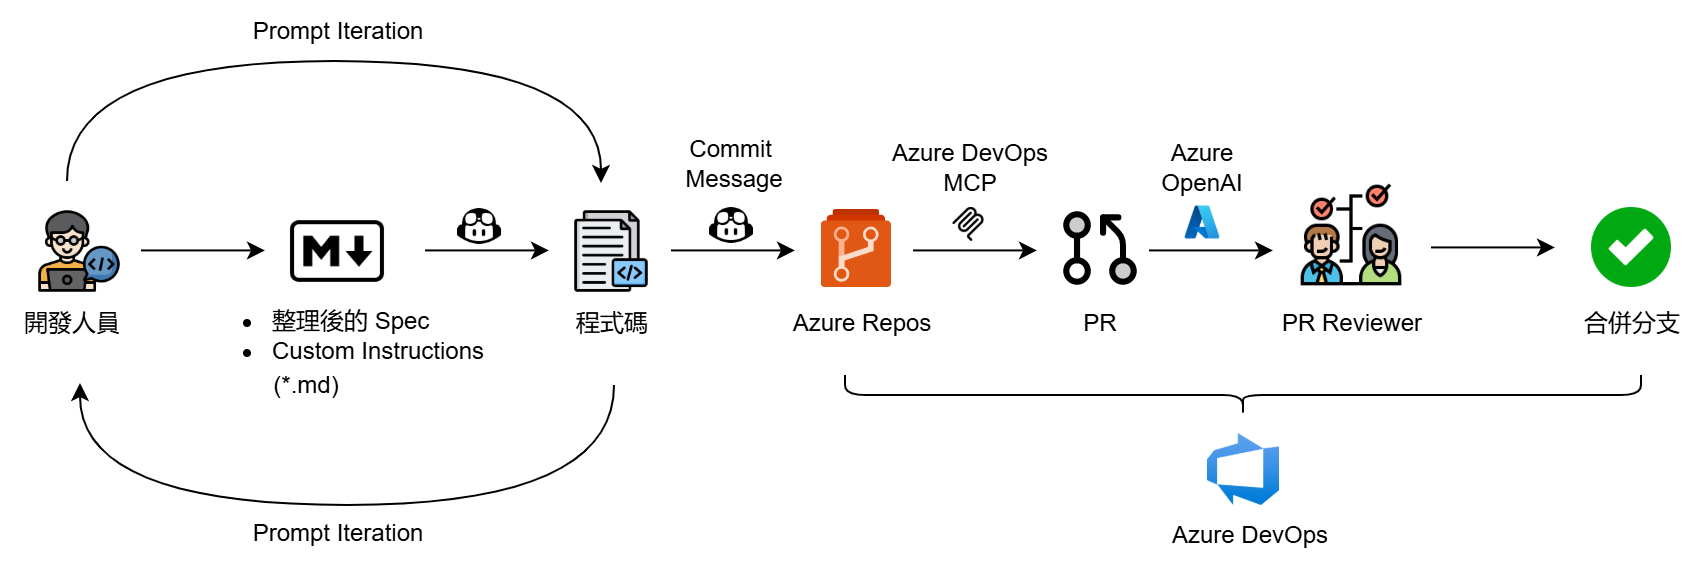 Prompt Iteration
Commit
Message
Azure DevOps
MCP
Azure
OpenAI
開發人員
• 整理後的 Spec
• Custom Instructions
(*.md)
程式碼
Azure Repos
PR
PR Reviewer
合併分支
Prompt Iteration
Azure DevOps